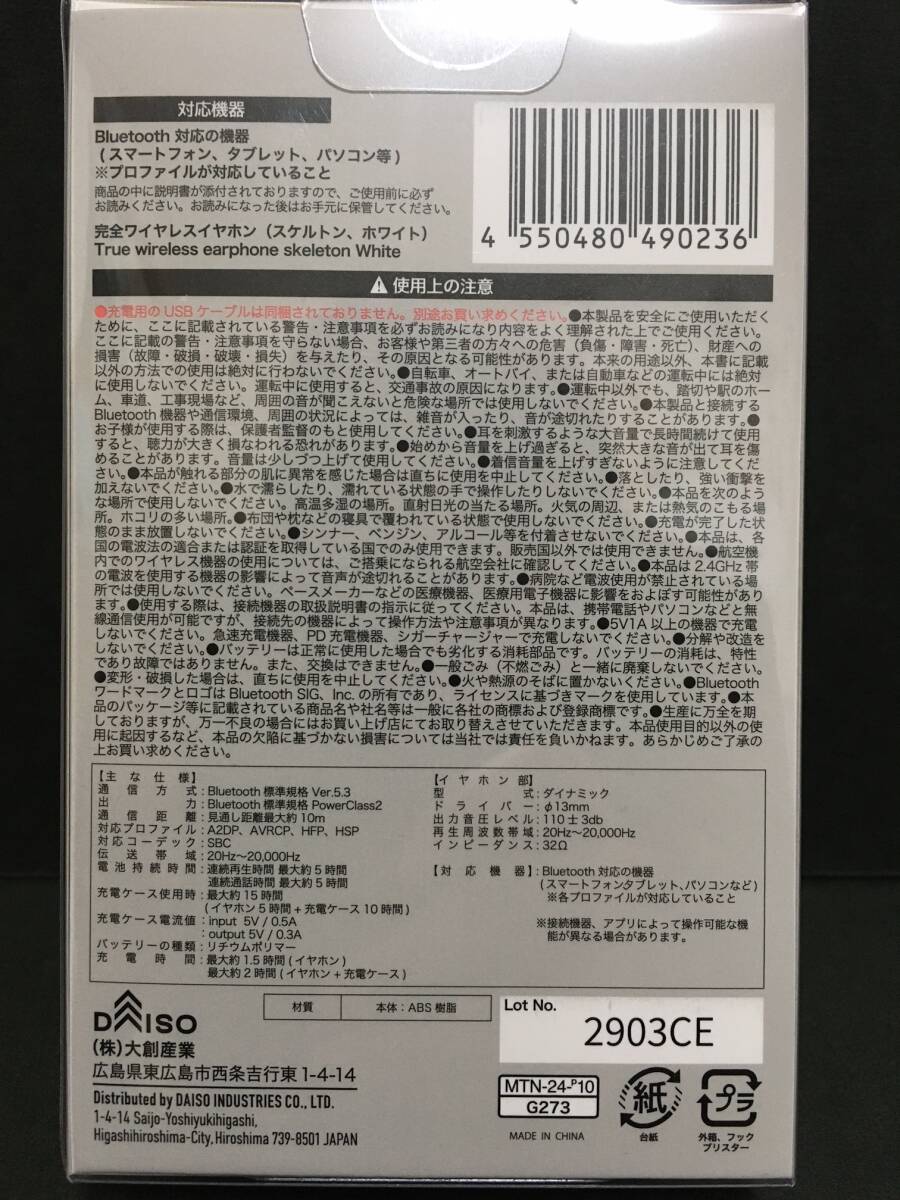 対応機器
Bluetooth 対応の機器
(スマートフォン、タブレット、パソコン等)
※プロファイルが対応していること
商品の中に説明書が添付されておりますので、ご使用前に必ず
お読みください。お読みになった後はお手元に保管してください。
完全ワイヤレスイヤホン（スケルトン、ホワイト）
True wireless earphone skeleton White
4 550480 490236
⚠ 使用上の注意
●充電用の USB ケーブルは同梱されておりません。別途お買い求めください。●本製品を安全にご使用いただく
ために、ここに記載されている警告・注意事項を必ずお読みになり内容をよく理解された上でご使用ください。
ここに記載の警告・注意事項を守らない場合、お客様や第三者の方々への危害（負傷・障害・死亡）、財産への
損害（故障・破損・破壊・損失）を与えたり、その原因となる可能性があります。本来の用途以外、本書に記載
以外の方法での使用は絶対に行わないでください。●自転車、オートバイ、または自動車などの運転中には絶対
に使用しないでください。運転中に使用すると、交通事故の原因になります。●運転中以外でも、踏切や駅のホー
ム、車道、工事現場など、周囲の音が聞こえないと危険な場所では使用しないでください。●本製品と接続する
Bluetooth 機器や通信環境、周囲の状況によっては、雑音が入ったり、音が途切れたりすることがあります。●
お子様が使用する際は、保護者監督のもと使用してください。●耳を刺激するような大音量で長時間続けて使用
すると、聴力が大きく損なわれる恐れがあります。●始めから音量を上げ過ぎると、突然大きな音が出て耳を傷
めることがあります。音量は少しづつ上げて使用してください。●着信音量を上げすぎないように注意してくだ
さい。●本品が触れる部分の肌に異常を感じた場合は直ちに使用を中止してください。●落としたり、強い衝撃を
加えないでください。●水で濡らしたり、濡れている状態の手で操作したりしないでください。●本品を次のよう
な場所で使用しないでください。高温多湿の場所。直射日光の当たる場所。火気の周辺、または熱気のこもる場
所。ホコリの多い場所。●布団や枕などの寝具で覆われている状態で使用しないでください。●充電が完了した状
態のまま放置しないでください。●シンナー、ベンジン、アルコール等を付着させないでください。●本品は、各
国の電波法の適合または認証を取得している国でのみ使用できます。販売国以外では使用できません。●航空機
内でのワイヤレス機器の使用については、ご搭乗になられる航空会社に確認してください。●本品は 2.4GHz 帯
の電波を使用する機器の影響によって音声が途切れることがあります。●病院など電波使用が禁止されている場
所では使用しないでください。ペースメーカーなどの医療機器、医療用電子機器に影響をおよぼす可能性があり
ます。●使用する際は、接続機器の取扱説明書の指示に従ってください。本品は、携帯電話やパソコンなどと無
線通信使用が可能ですが、接続先の機器によって操作方法や注意事項が異なります。●5V1A 以上の機器で充電
しないでください。急速充電機器、PD 充電機器、シガーチャージャーで充電しないでください。●分解や改造を
しないでください。●バッテリーは正常に使用した場合でも劣化する消耗部品です。バッテリーの消耗は、特性
であり故障ではありません。また、交換はできません。●一般ごみ（不燃ごみ）と一緒に廃棄しないでください。
●変形・破損した場合は、直ちに使用を中止してください。●火や熱源のそばに置かないください。●Bluetooth
ワードマークとロゴは Bluetooth SIG, Inc. の所有であり、ライセンスに基づきマークを使用しています。●本
品のパッケージ等に記載されている商品名や社名等は一般に各社の商標および登録商標です。●生産に万全を期
しておりますが、万一不良の場合にはお買い上げ店にてお取り替えさせていただきます。本品使用目的以外の使
用に起因するなど、本品の欠陥に基づかない損害については当社では責任を負いかねます。あらかじめご了承の
上お買い求めください。
【主な仕様】
通信方式：Bluetooth 標準規格 Ver.5.3
出力：Bluetooth 標準規格 PowerClass2
通信距離：見通し距離最大約 10m
対応プロファイル：A2DP、AVRCP、HFP、HSP
対応コーデック：SBC
伝送帯域：20Hz〜20,000Hz
電池持続時間：連続再生時間 最大約 5 時間
連続通話時間 最大約 5 時間
充電ケース使用時：最大約 15 時間
(イヤホン 5 時間 + 充電ケース 10 時間)
充電ケース電流値：input 5V / 0.5A
：output 5V / 0.3A
バッテリーの種類：リチウムポリマー
充電時間：最大約 1.5 時間 (イヤホン)
最大約 2 時間 (イヤホン + 充電ケース)
【イヤホン部】
型式：ダイナミック
ドライバー：φ13mm
出力音圧レベル：110 ± 3db
再生周波数帯域：20Hz〜20,000Hz
インピーダンス：32Ω
【対応機器】：Bluetooth 対応の機器
(スマートフォンタブレット、パソコンなど)
※各プロファイルが対応していること
※接続機器、アプリによって操作可能な機
能が異なる場合があります。
材質 本体：ABS 樹脂
DAISO
(株)大創産業
広島県東広島市西条吉行東 1-4-14
Distributed by DAISO INDUSTRIES CO., LTD.
1-4-14 Saijo-Yoshiyukihigashi,
Higashihiroshima-City, Hiroshima 739-8501 JAPAN
Lot No.
2903CE
MTN-24-P10
G273
MADE IN CHINA
紙
台紙
プラ
外箱、フック
ブリスター